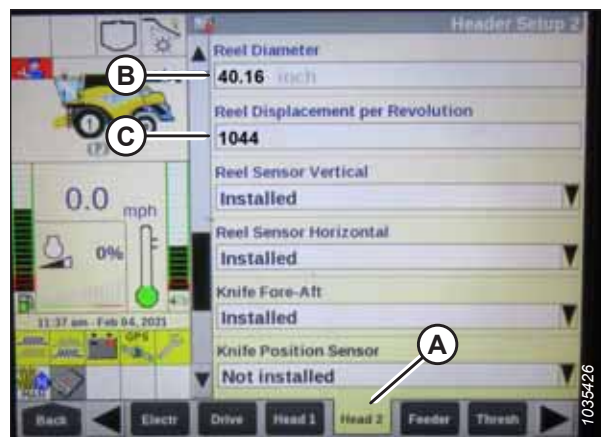 Header Setup 2
Reel Diameter
B
40.16 inch
Reel Displacement per Revolution
C
1044
Reel Sensor Vertical
Installed
0.0 mph
Reel Sensor Horizontal
Installed
0%
Knife Fore-Aft
Installed
11:37 am - Feb 04, 2021
GPS
Knife Position Sensor
A
Not installed
Back
Electr
Drive
Head 1
Head 2
Feeder
Thresh
1035426